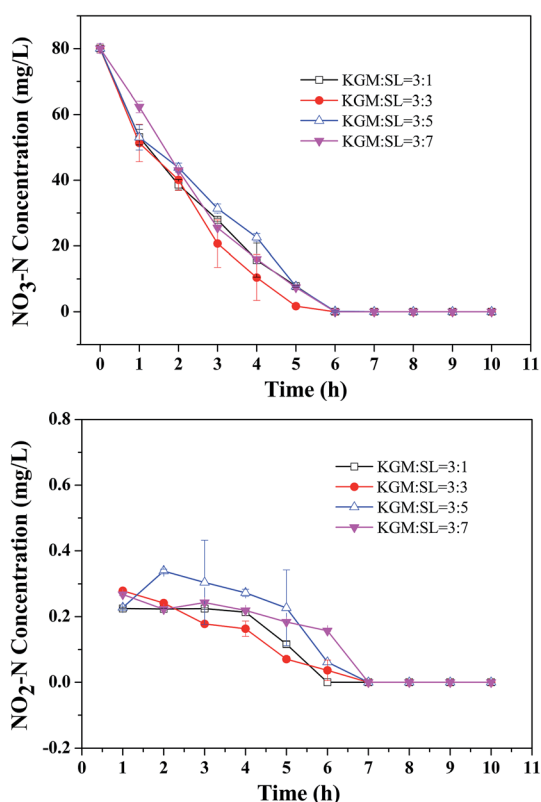 NO3-N Concentration (mg/L)
80
60
40
20
0
KGM:SL=3:1
KGM:SL=3:3
KGM:SL=3:5
KGM:SL=3:7
0 1 2 3 4 5 6 7 8 9 10 11
Time (h)
NO2-N Concentration (mg/L)
0.8
0.6
0.4
0.2
0.0
-0.2
KGM:SL=3:1
KGM:SL=3:3
KGM:SL=3:5
KGM:SL=3:7
1 2 3 4 5 6 7 8 9 10 11
Time (h)